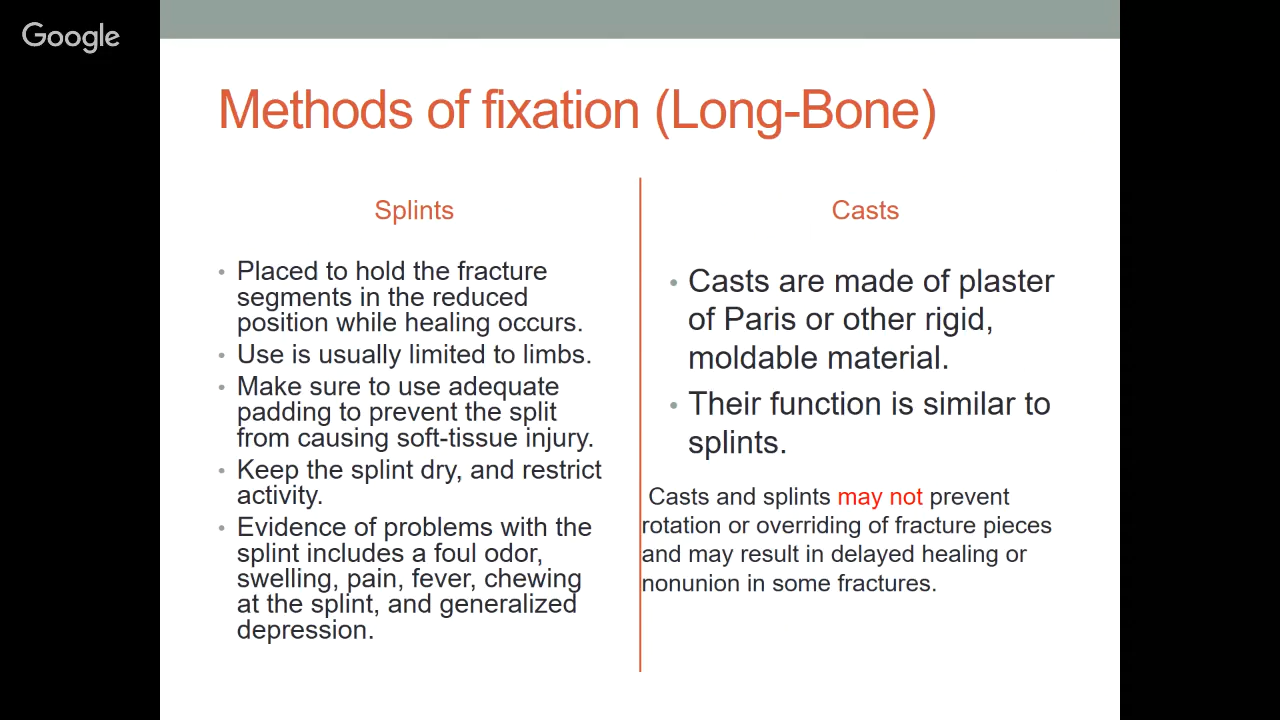 Google
Methods of fixation (Long-Bone)
Splints
• Placed to hold the fracture
segments in the reduced
position while healing occurs.
• Use is usually limited to limbs.
• Make sure to use adequate
padding to prevent the split
from causing soft-tissue injury.
• Keep the splint dry, and restrict
activity.
• Evidence of problems with the
splint includes a foul odor,
swelling, pain, fever, chewing
at the splint, and generalized
depression.
Casts
• Casts are made of plaster
of Paris or other rigid,
moldable material.
• Their function is similar to
splints.
Casts and splints may not prevent
rotation or overriding of fracture pieces
and may result in delayed healing or
nonunion in some fractures.